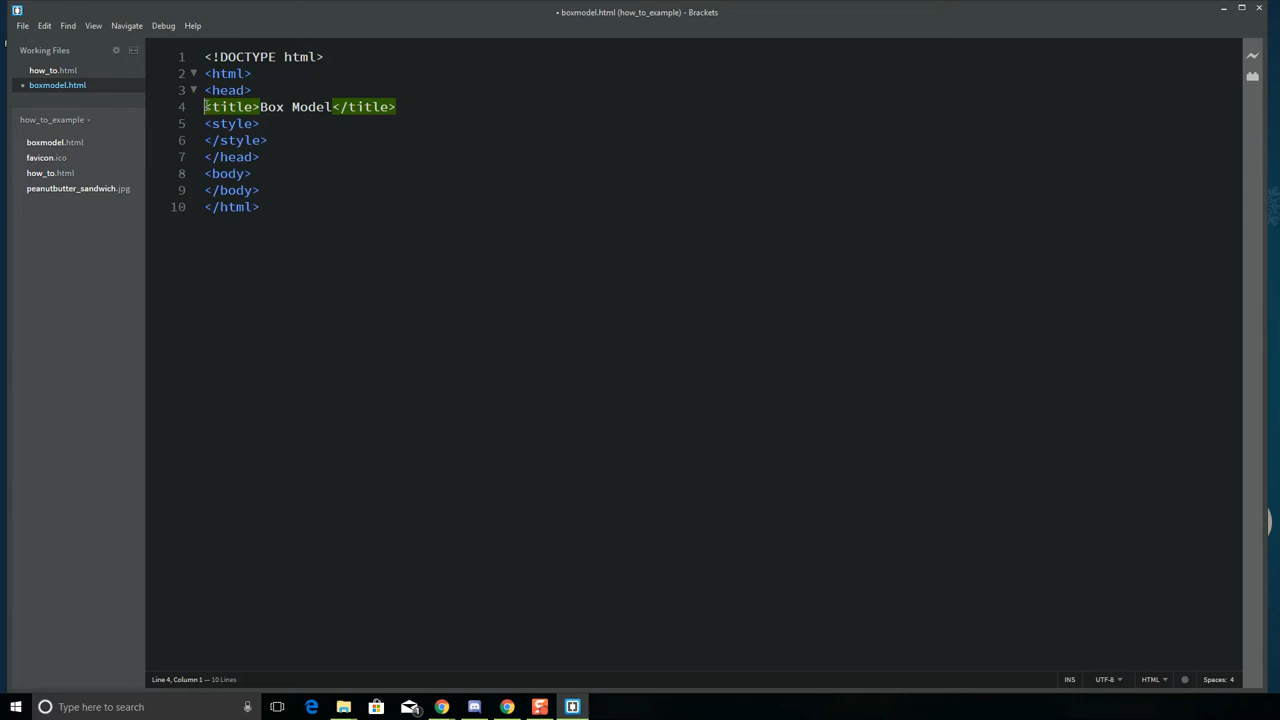 • boxmodel.html (how_to_example) - Brackets
File Edit Find View Navigate Debug Help
Working Files
how_to.html
• boxmodel.html
how_to_example
boxmodel.html
favicon.ico
how_to.html
peanutbutter_sandwich.jpg
1 <!DOCTYPE html>
2 <html>
3 <head>
4 <title>Box Model</title>
5 <style>
6 </style>
7 </head>
8 <body>
9 </body>
10 </html>
Line 4, Column 1 — 10 Lines
INS UTF-8 HTML Spaces: 4
Type here to search
1